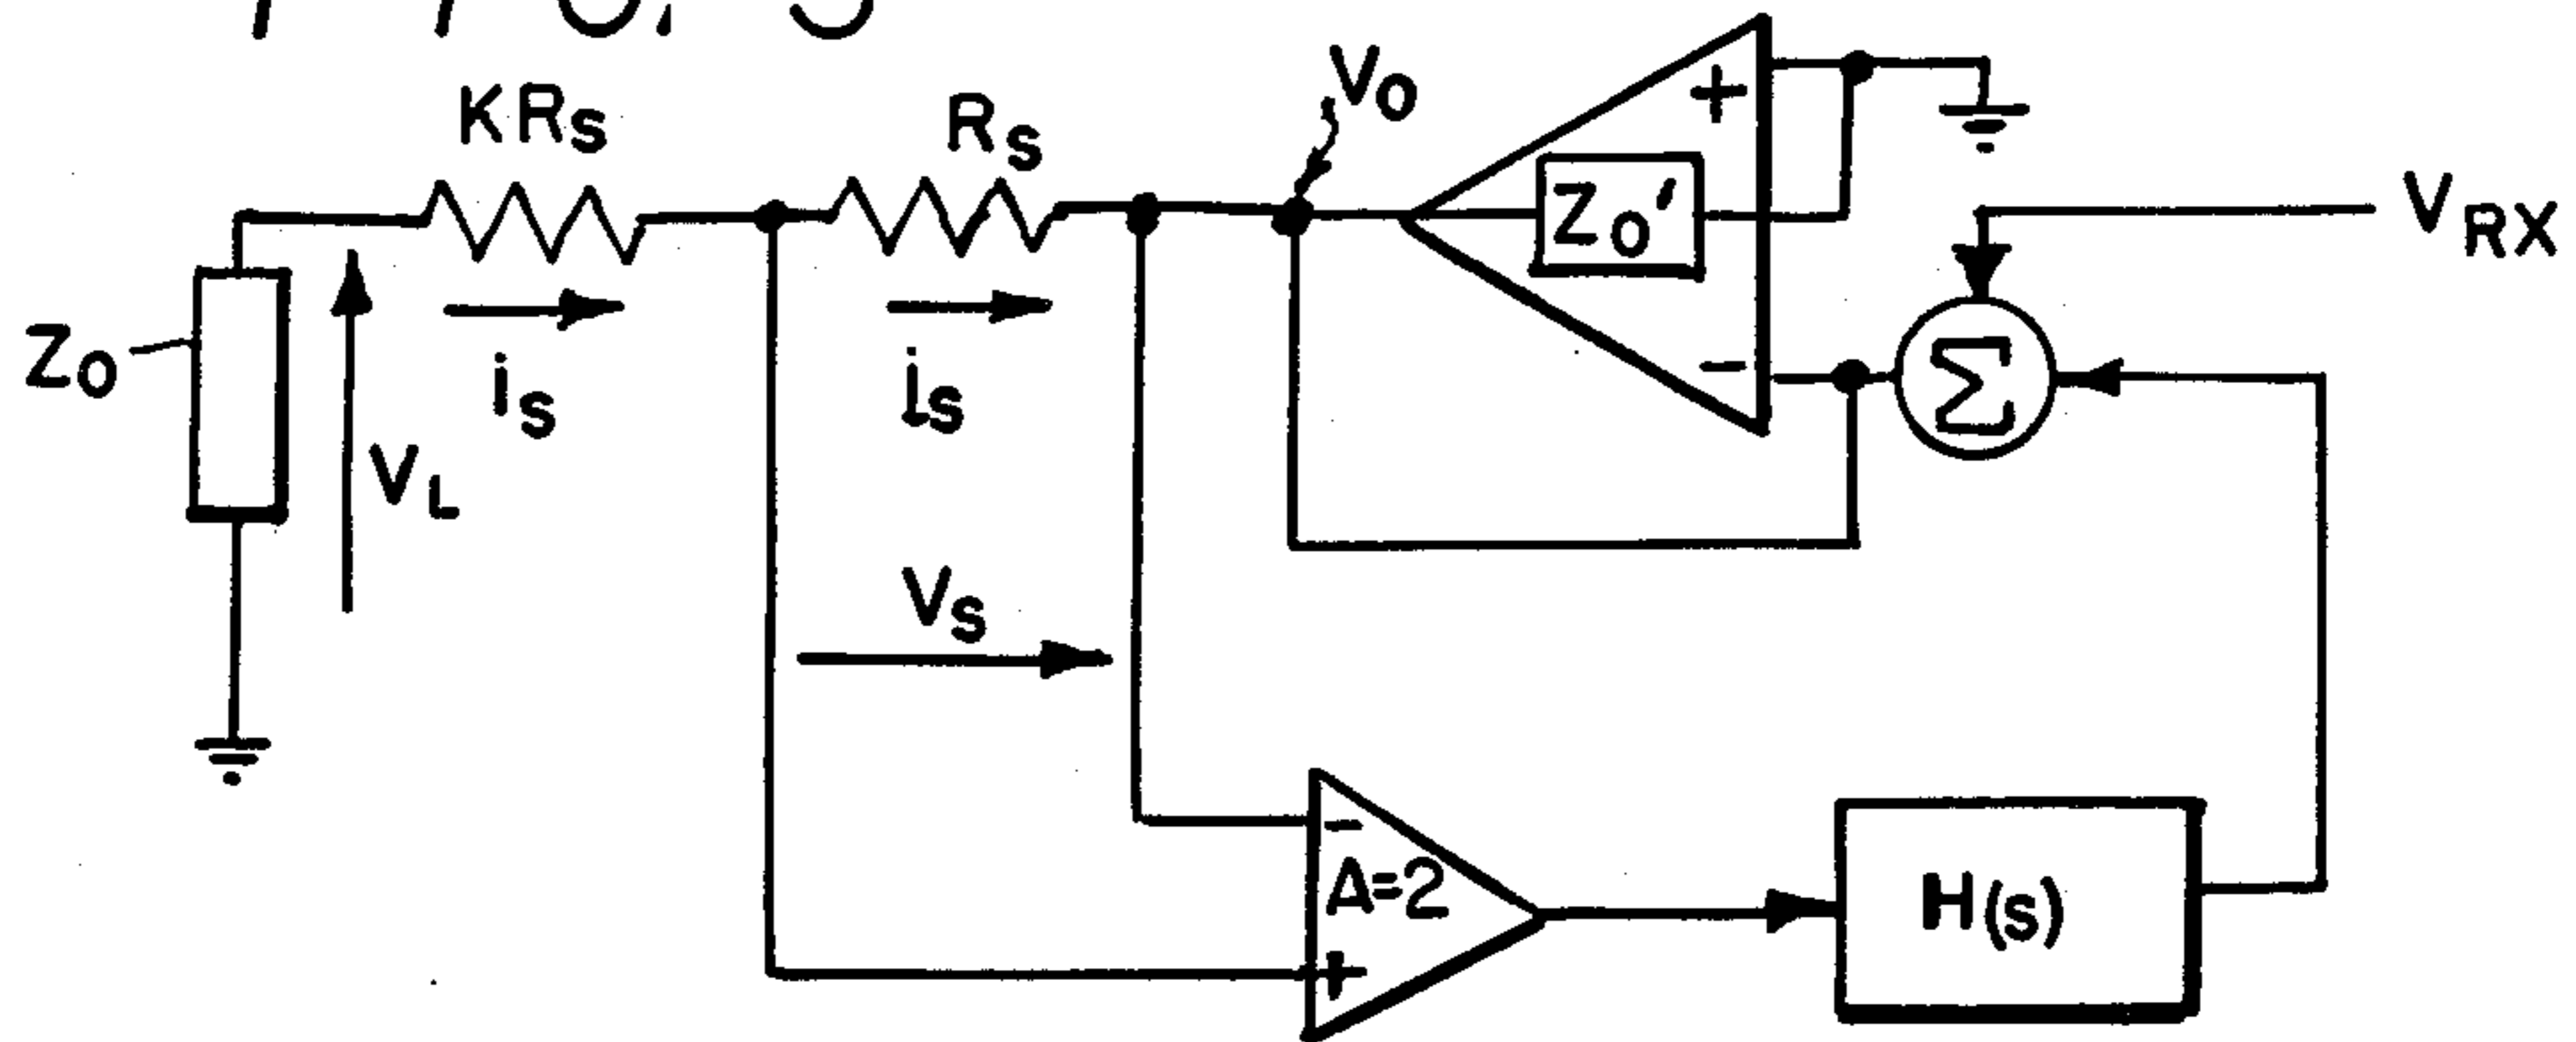 KRS
RS
VO
+
ZO'
VRX
ZO
iS
iS
VL
-
Σ
VS
-
A=2
+
H(S)